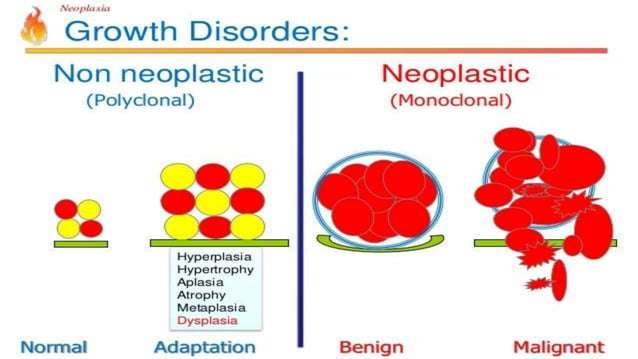 Neoplasia
Growth Disorders:
Non neoplastic
(Polyclonal)
Neoplastic
(Monoclonal)
Hyperplasia
Hypertrophy
Aplasia
Atrophy
Metaplasia
Dysplasia
Normal
Adaptation
Benign
Malignant